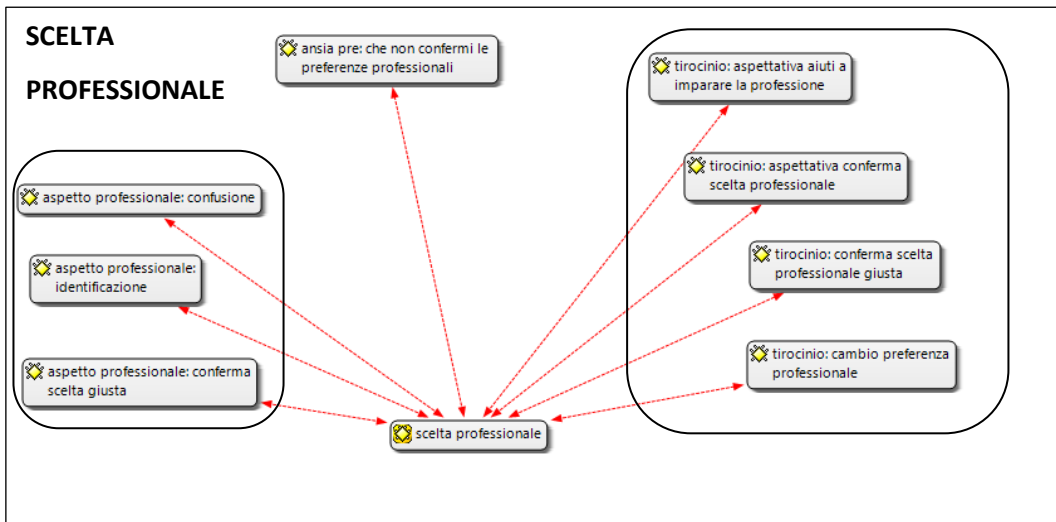 SCELTA
PROFESSIONALE
ansia pre: che non confermi le
preferenze professionali
aspetto professionale: confusione
aspetto professionale:
identificazione
aspetto professionale: conferma
scelta giusta
tirocinio: aspettativa aiuti a
imparare la professione
tirocinio: aspettativa conferma
scelta professionale
tirocinio: conferma scelta
professionale giusta
tirocinio: cambio preferenza
professionale
scelta professionale